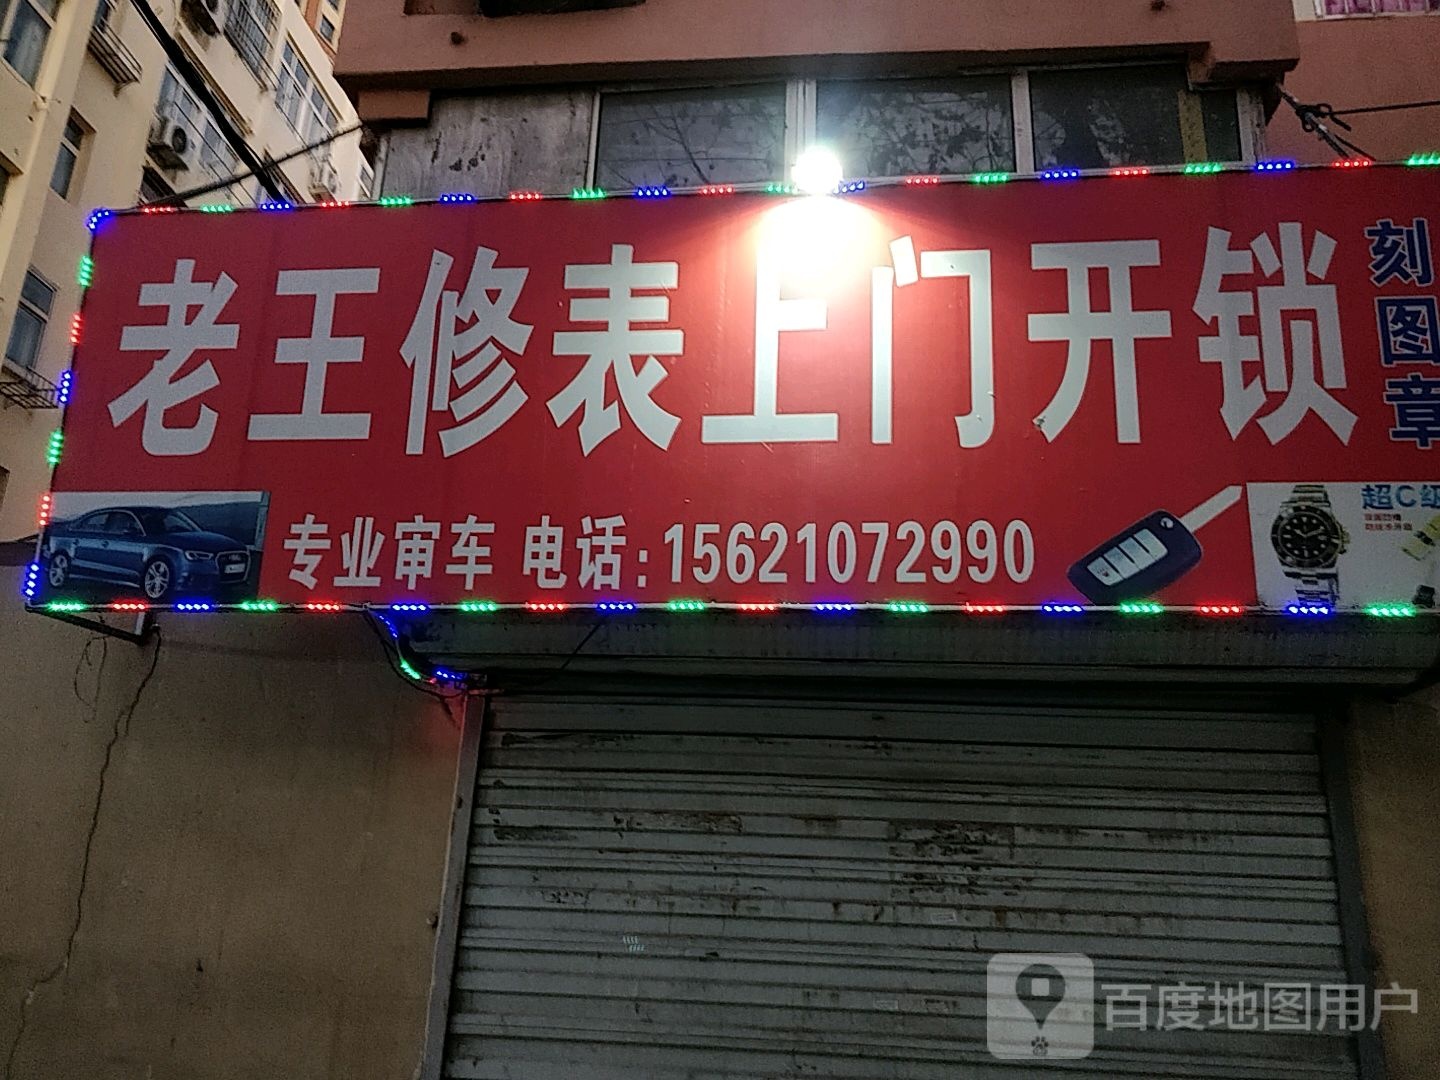 老王修表上门开锁
刻图章
专业审车 电话:15621072990
超C级
百度地图用户